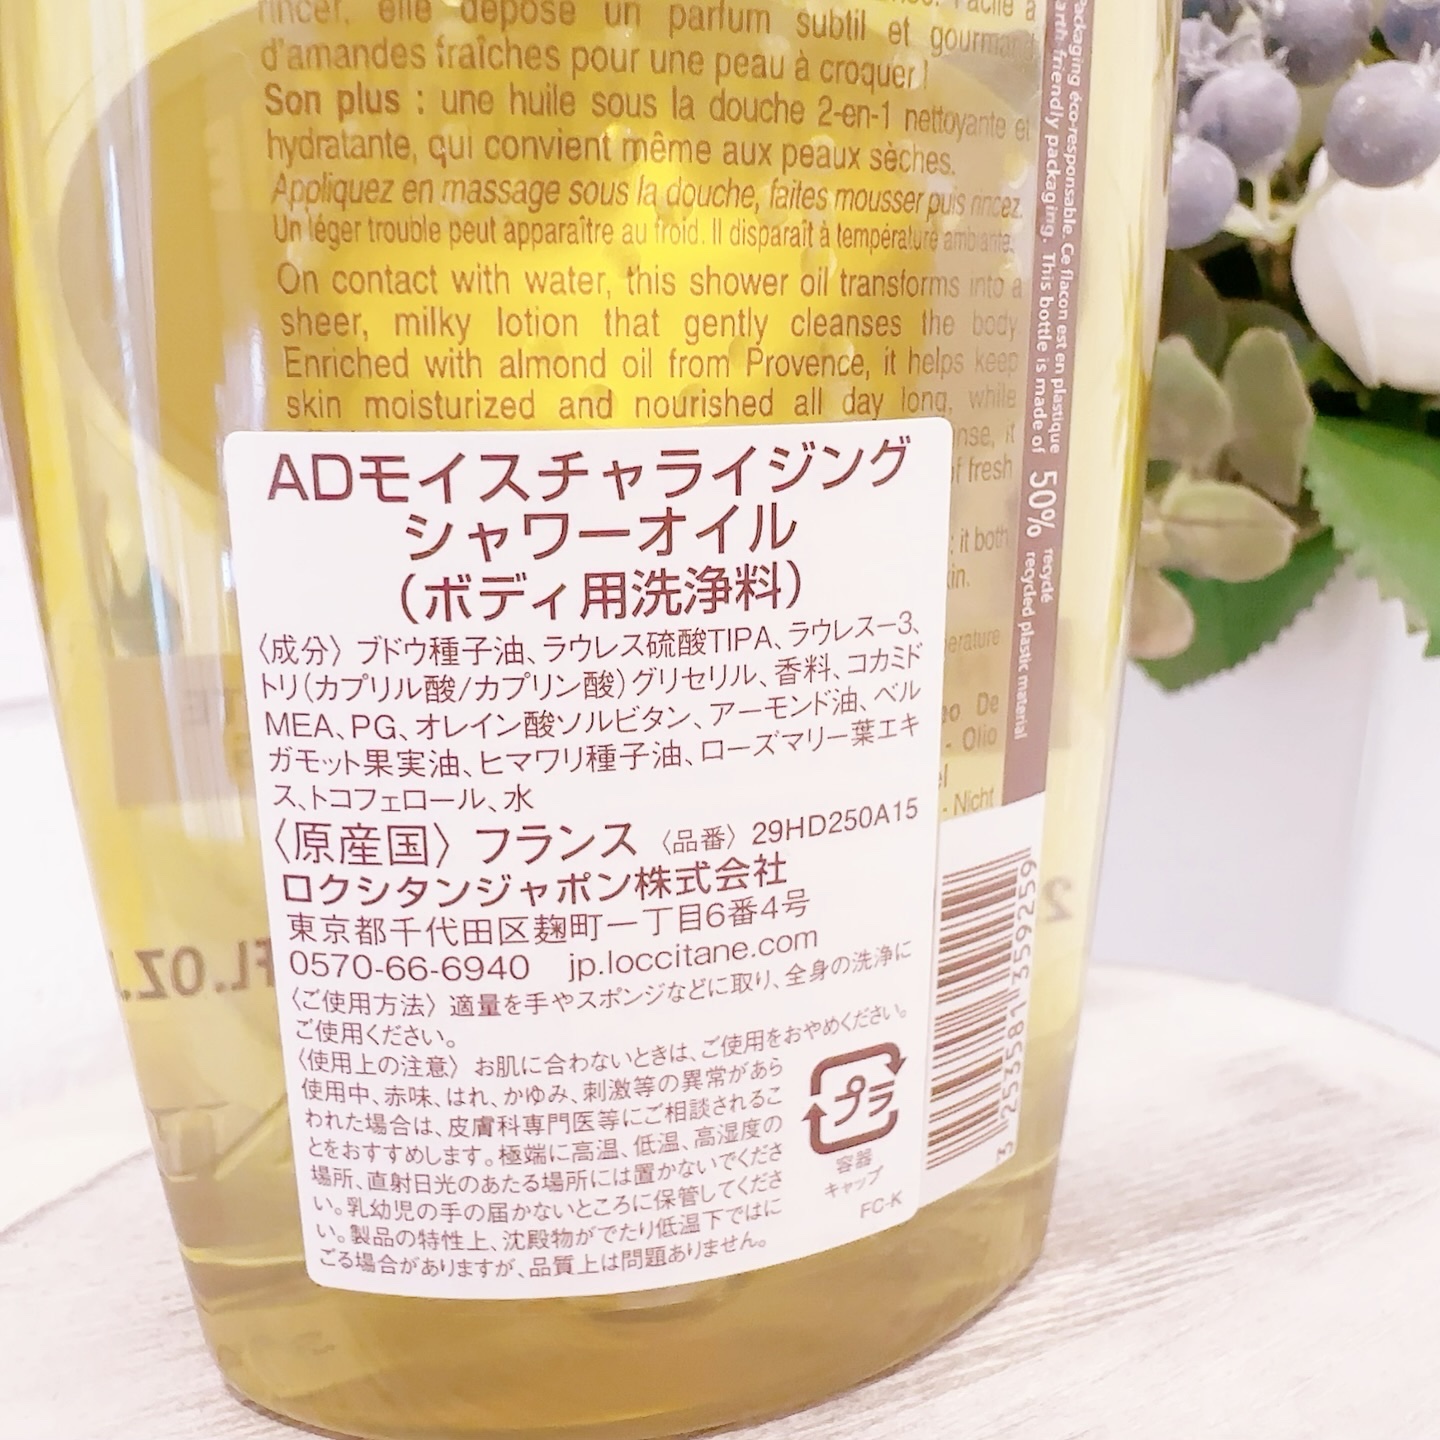 rincer, elle dépose un parfum subtil et gourmand
d'amandes fraîches pour une peau à croquer !
Son plus : une huile sous la douche 2-en-1 nettoyante et
hydratante, qui convient même aux peaux sèches.
Appliquez en massage sous la douche, faites mousser puis rincez.
Un léger trouble peut apparaître au froid. Il disparaît à température ambiante.
On contact with water, this shower oil transforms into a
sheer, milky lotion that gently cleanses the body.
Enriched with almond oil from Provence, it helps keep
skin moisturized and nourished all day long, while
it
of fresh
: it both
De
- Olio
- Nicht
Packaging éco-responsable. Ce flacon est en plastique
Earth friendly packaging. This bottle is made of
50%
recyclé
recycled plastic material
ADモイスチャライジング
シャワーオイル
（ボディ用洗浄料）
〈成分〉ブドウ種子油、ラウレス硫酸TIPA、ラウレス－3、
トリ（カプリル酸/カプリン酸）グリセリル、香料、コカミド
MEA、PG、オレイン酸ソルビタン、アーモンド油、ベル
ガモット果実油、ヒマワリ種子油、ローズマリー葉エキ
ス、トコフェロール、水
〈原産国〉フランス 〈品番〉29HD250A15
ロクシタンジャポン株式会社
東京都千代田区麹町一丁目6番4号
0570-66-6940 jp.loccitane.com
〈ご使用方法〉適量を手やスポンジなどに取り、全身の洗浄に
ご使用ください。
〈使用上の注意〉お肌に合わないときは、ご使用をおやめください。
使用中、赤味、はれ、かゆみ、刺激等の異常があら
われた場合は、皮膚科専門医等にご相談されるこ
とをおすすめします。極端に高温、低温、高湿度の
場所、直射日光のあたる場所には置かないでくださ
い。乳幼児の手の届かないところに保管してくださ
い。製品の特性上、沈殿物がでたり低温下ではに
ごる場合がありますが、品質上は問題ありません。
プラ
容器
キャップ
FC-K
3 253581 359259
FL.OZ.